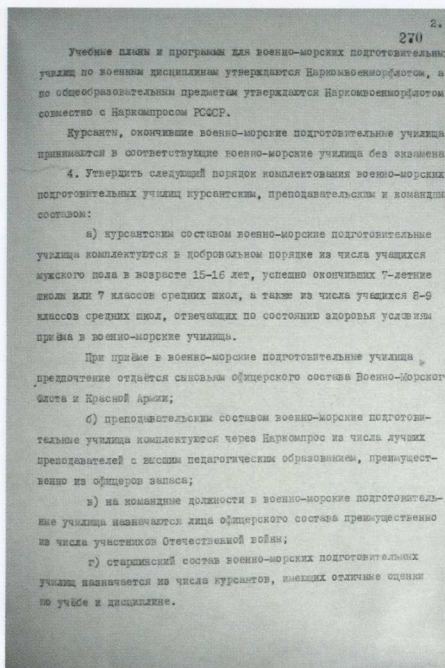 2.
270
Учебные планы и программы для военно-морских подготовительны
училищ по военным дисциплинам утверждаются Наркомвоенморфлотом, а
по общеобразовательным предметам утверждаются Наркомвоенморфлотом
совместно с Наркомпросом РСФСР.
Курсанты, окончившие военно-морские подготовительные училища
принимаются в соответствующие военно-морские училища без экзамена
4. Утвердить следующий порядок комплектования военно-морских
подготовительных училищ курсантским, преподавательским и командн
составом:
а) курсантским составом военно-морские подготовительные
училища комплектуются в добровольном порядке из числа учащихся
мужского пола в возрасте 15-16 лет, успешно окончивших 7-летние
школы или 7 классов средних школ, а также из числа учащихся 8-9
классов средних школ, отвечающих по состоянию здоровья условиям
приёма в военно-морские училища.
При приёме в военно-морские подготовительные училища
предпочтение отдаётся сыновьям офицерского состава Военно-Морског
Флота и Красной Армии;
б) преподавательским составом военно-морские подготови-
тельные училища комплектуются через Наркомпрос из числа лучших
преподавателей с высшим педагогическим образованием, преимущест-
венно из офицеров запаса;
в) на командные должности в военно-морские подготовитель-
ные училища назначаются лица офицерского состава преимущественно
из числа участников Отечественной войны;
г) старшинский состав военно-морских подготовительных
училищ назначается из числа курсантов, имеющих отличные оценки
по учёбе и дисциплине.